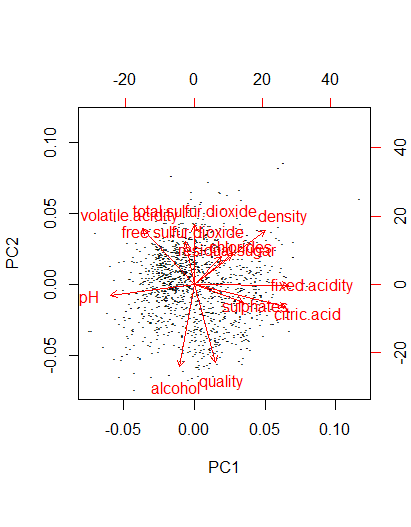 -20 0 20 40
0.10
40
total.sulfur.dioxide
volatile.acidity
density
0.05
20
free.sulfur.dioxide
chlorides
residual.sugar
PC2
0.00
fixed.acidity
0
pH
sulphates
citric.acid
-0.05
-20
quality
alcohol
-0.05 0.00 0.05 0.10
PC1